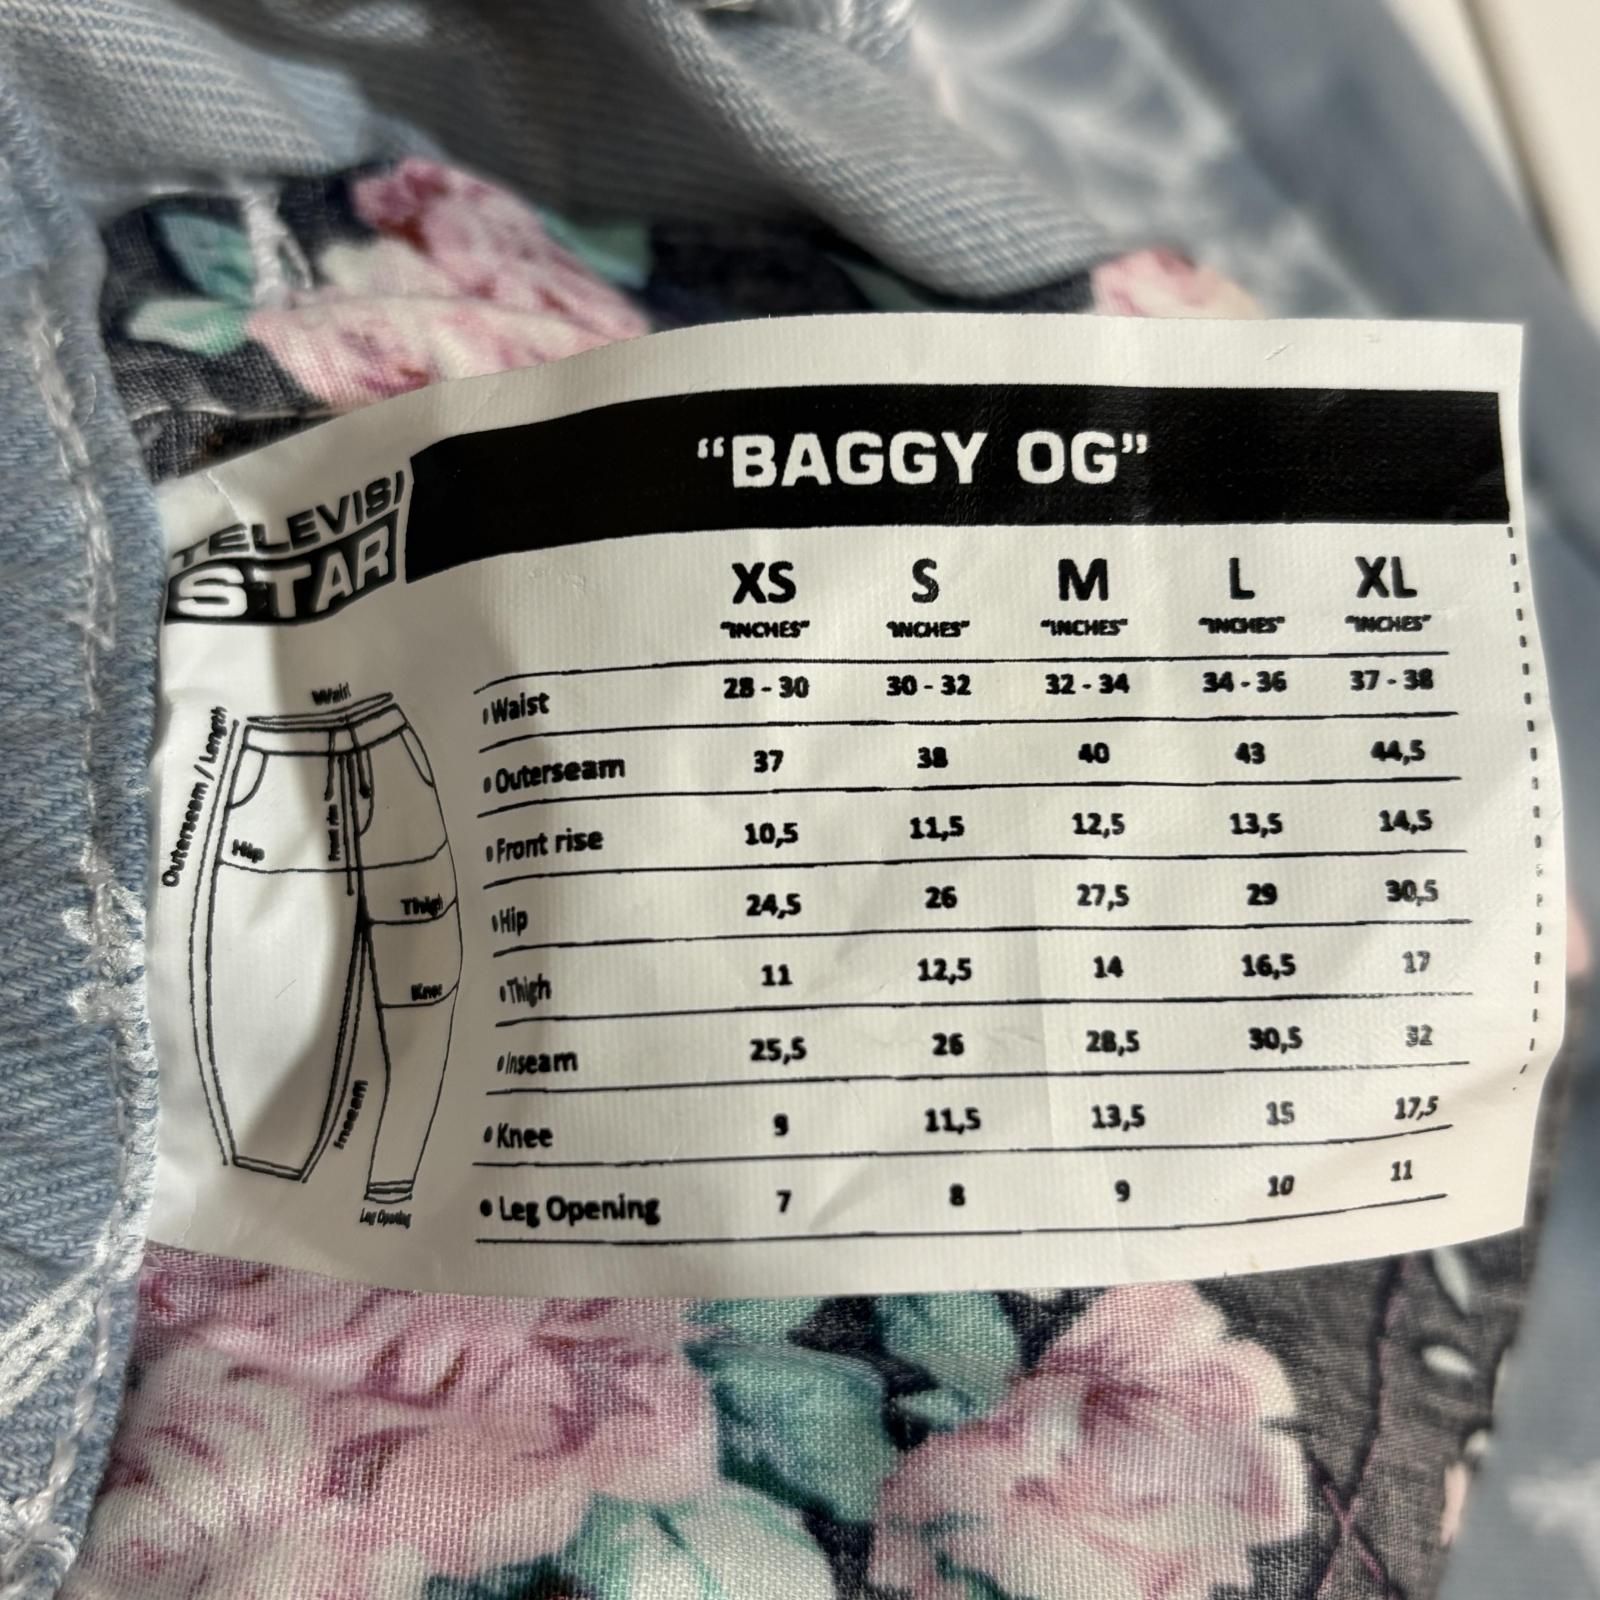 TELEVISI
STAR
“BAGGY OG”
XS S M L XL
"INCHES" "INCHES" "INCHES" "INCHES" "INCHES"
Waist 28 - 30 30 - 32 32 - 34 34 - 36 37 - 38
Outerseam 37 38 40 43 44,5
Front rise 10,5 11,5 12,5 13,5 14,5
Hip 24,5 26 27,5 29 30,5
Thigh 11 12,5 14 16,5 17
Inseam 25,5 26 28,5 30,5 32
Knee 9 11,5 13,5 15 17,5
Leg Opening 7 8 9 10 11
Waist
Outerseam / Length
Front rise
Hip
Thigh
Knee
Inseam
Leg Opening